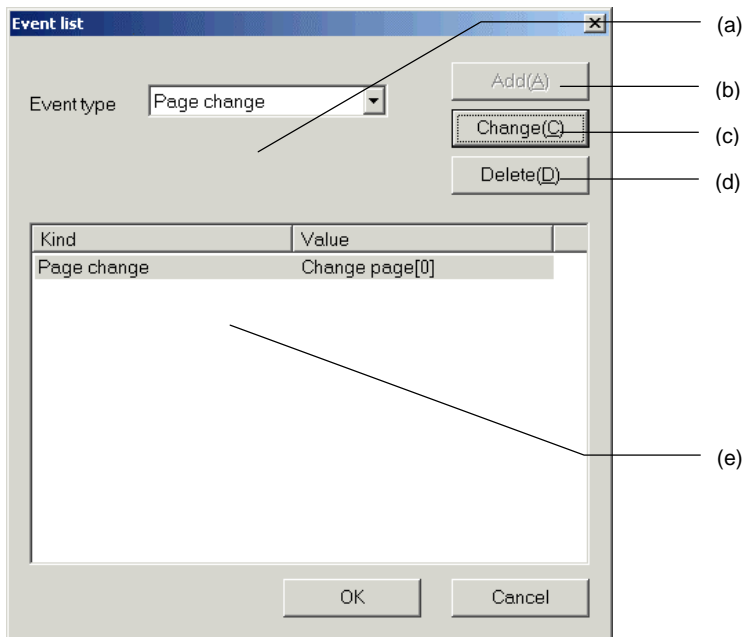 Event list
(a)
Add(A)
(b)
Event type Page change
Change(C)
(c)
Delete(D)
(d)
Kind Value
Page change Change page[0]
(e)
OK Cancel